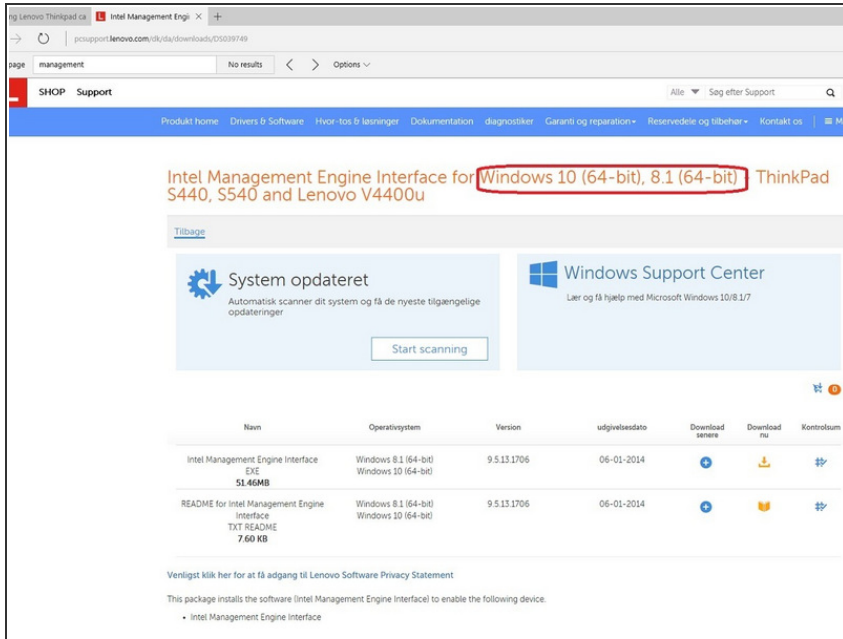 ng Lenovo Thinkpad ca
L Intel Management Engi
pcsupport.lenovo.com/dk/da/downloads/DS039749
page management No results Options
SHOP Support Alle Søg efter Support
Produkt home Drivers & Software Hvor-tos & løsninger Dokumentation diagnostiker Garanti og reparation Reservedele og tilbehør Kontakt os M
Intel Management Engine Interface for Windows 10 (64-bit), 8.1 (64-bit) - ThinkPad
S440, S540 and Lenovo V4400u
Tilbage
System opdateret
Automatisk scanner dit system og få de nyeste tilgængelige
opdateringer
Start scanning
Windows Support Center
Lær og få hjælp med Microsoft Windows 10/8.1/7
0
Navn Operativsystem Version udgivelsesdato Download senere Download nu Kontrolsum
Intel Management Engine Interface Windows 8.1 (64-bit) 9.5.13.1706 06-01-2014
EXE Windows 10 (64-bit)
51.46MB
README for Intel Management Engine Windows 8.1 (64-bit) 9.5.13.1706 06-01-2014
Interface Windows 10 (64-bit)
TXT README
7.60 KB
Venligst klik her for at få adgang til Lenovo Software Privacy Statement
This package installs the software (Intel Management Engine Interface) to enable the following device.
• Intel Management Engine Interface